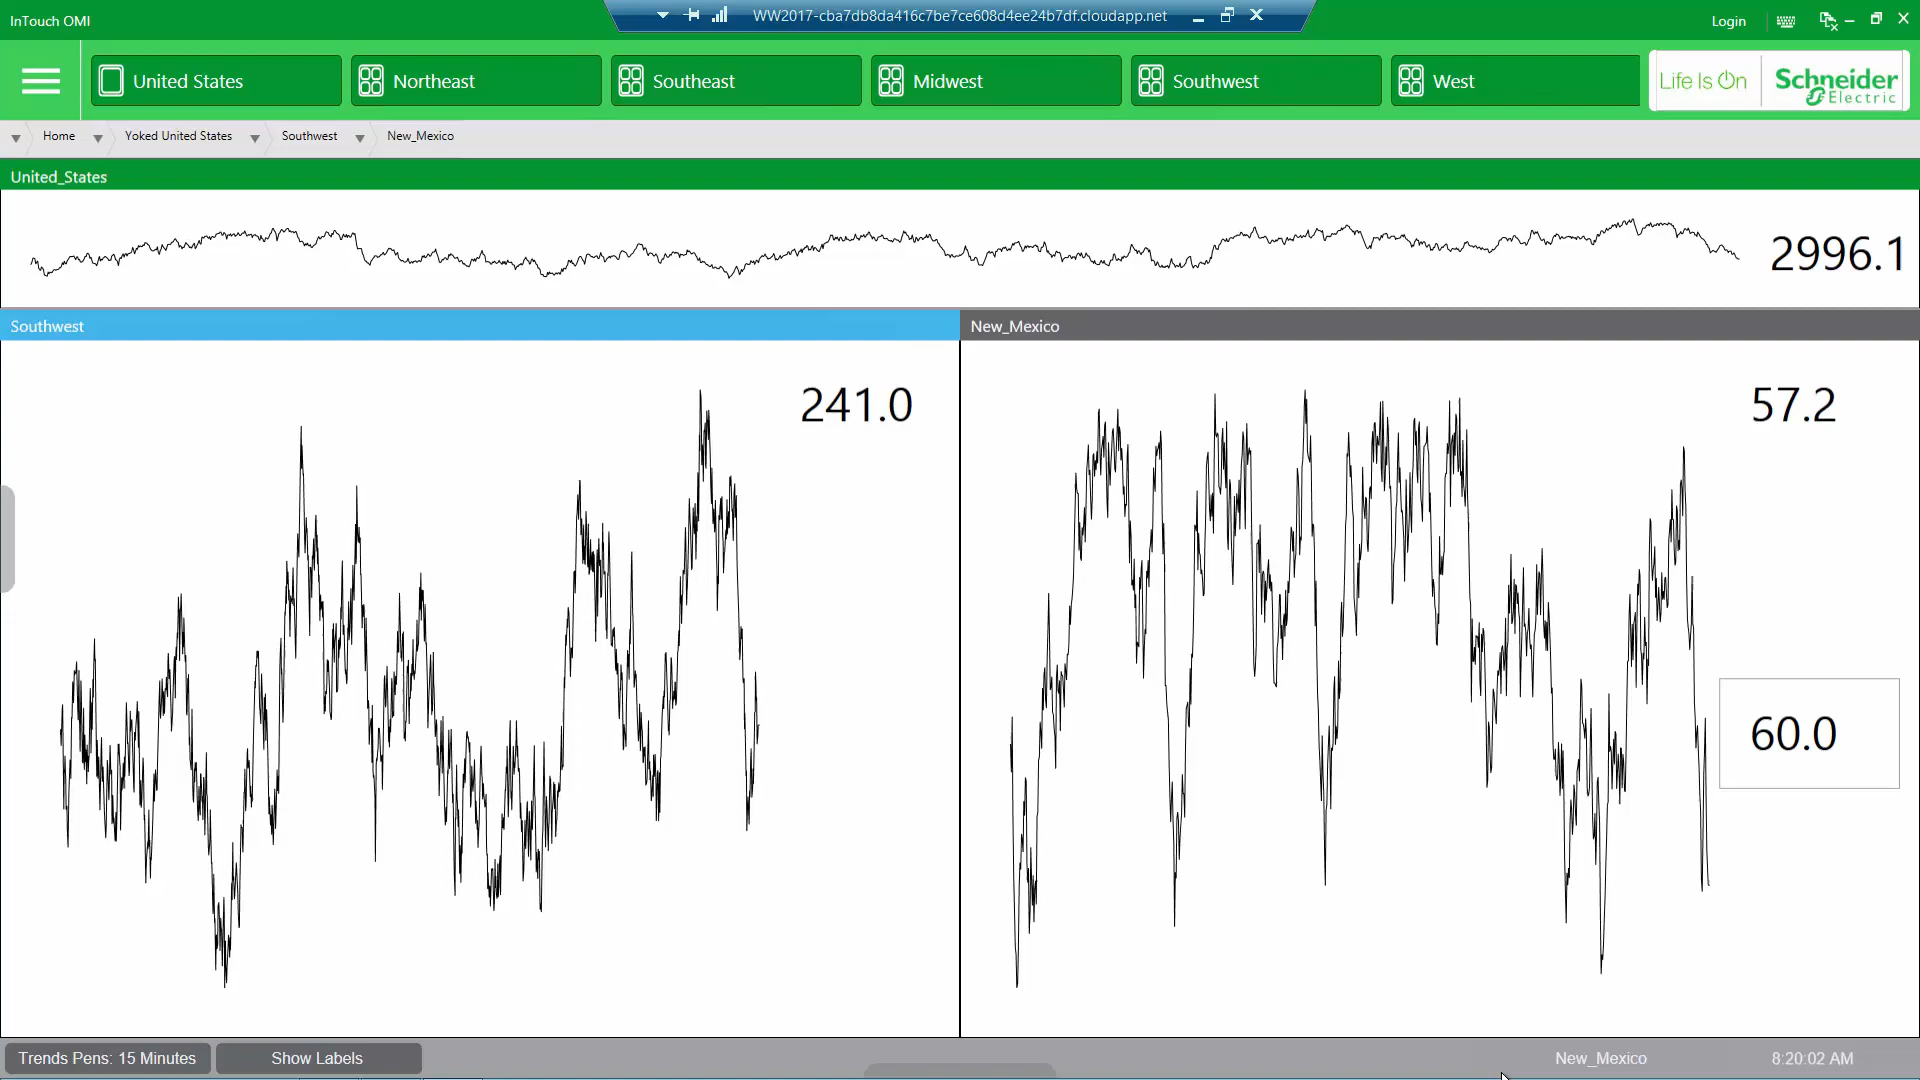 InTouch OMI
WW2017-cba7db8da416c7be7ce608d4ee24b7df.cloudapp.net
Login
United States
Northeast
Southeast
Midwest
Southwest
West
Life Is On
Schneider Electric
Home
Yoked United States
Southwest
New_Mexico
United_States
2996.1
Southwest
New_Mexico
241.0
57.2
60.0
Trends Pens: 15 Minutes
Show Labels
New_Mexico
8:20:02 AM